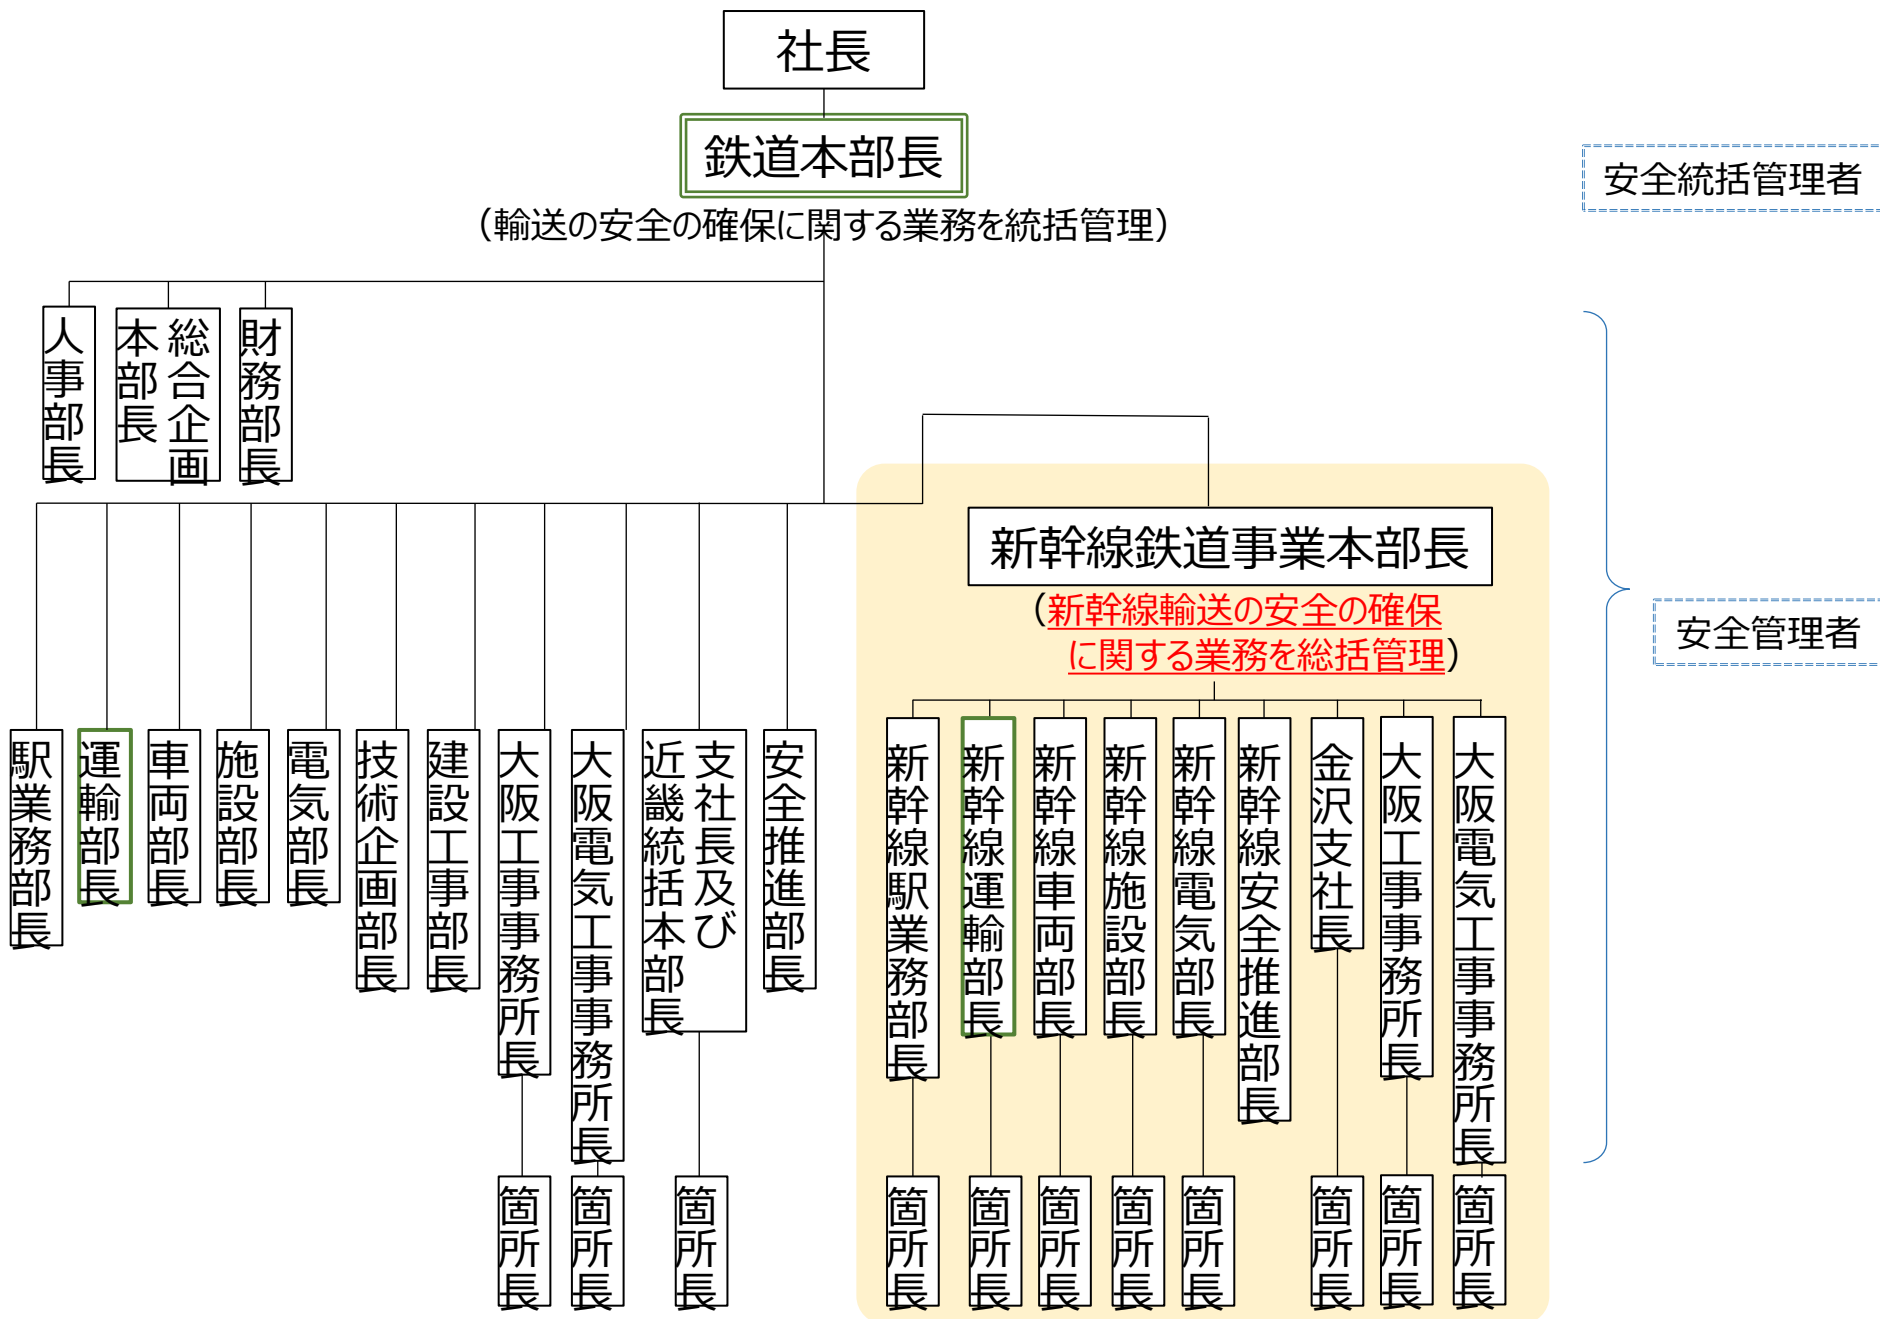 社長
鉄道本部長
（輸送の安全の確保に関する業務を統括管理）
安全統括管理者
人事部長
総合企画
本部長
財務部長
新幹線鉄道事業本部長
（新幹線輸送の安全の確保
に関する業務を総括管理）
安全管理者
駅業務部長
運輸部長
車両部長
施設部長
電気部長
技術企画部長
建設工事部長
大阪工事事務所長
大阪電気工事事務所長
支社長及び
近畿統括本部長
安全推進部長
新幹線駅業務部長
新幹線運輸部長
新幹線車両部長
新幹線施設部長
新幹線電気部長
新幹線安全推進部長
金沢支社長
大阪工事事務所長
大阪電気工事事務所長
箇所長
箇所長
箇所長
箇所長
箇所長
箇所長
箇所長
箇所長
箇所長
箇所長
箇所長